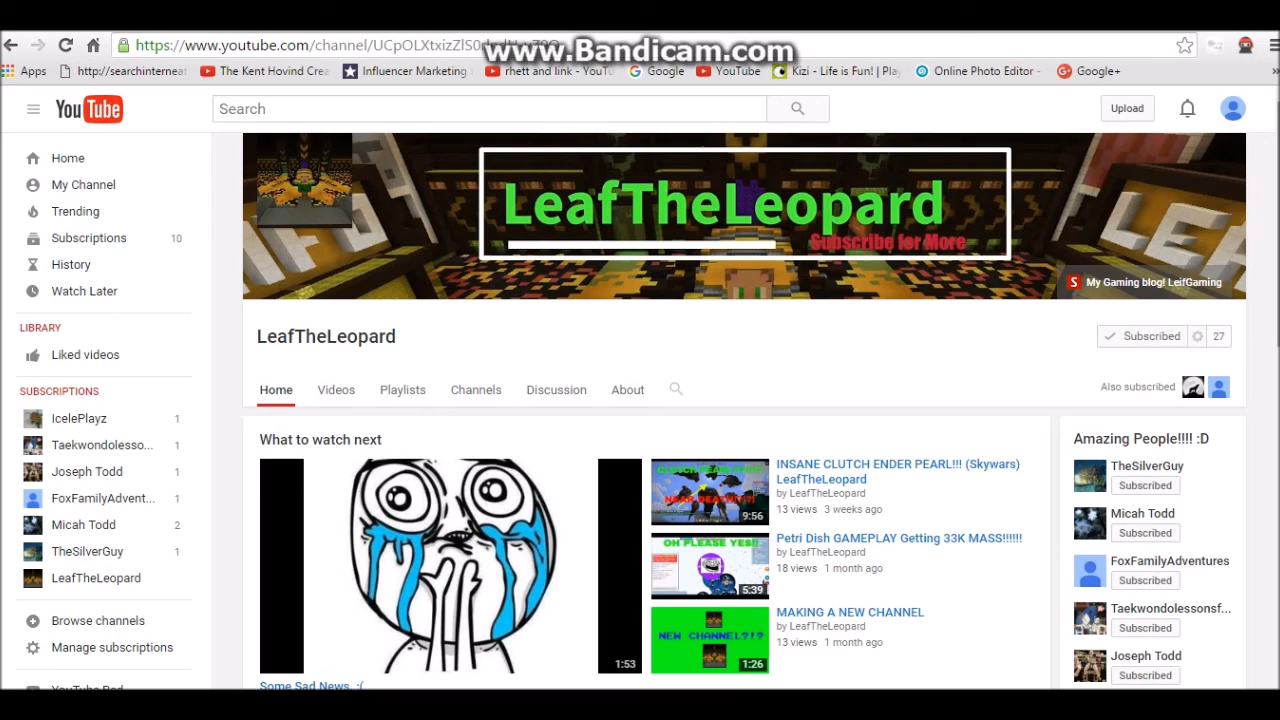 https://www.youtube.com/channel/UCpOLXtxizZlS0
www.Bandicam.com
Apps
http://searchinterneat
The Kent Hovind Crea
Influencer Marketing
rhett and link - YouTu
Google
YouTube
Kizi - Life is Fun! | Play
Online Photo Editor -
Google+
YouTube
Search
Upload
Home
My Channel
Trending
Subscriptions 10
History
Watch Later
LIBRARY
Liked videos
SUBSCRIPTIONS
IcelePlayz 1
Taekwondolesso... 1
Joseph Todd 1
FoxFamilyAdvent... 1
Micah Todd 2
TheSilverGuy 1
LeafTheLeopard
Browse channels
Manage subscriptions
YouTube Red
LeafTheLeopard
Subscribe for More
My Gaming blog! LeifGaming
LeafTheLeopard
Subscribed 27
Home Videos Playlists Channels Discussion About
Also subscribed
What to watch next
1:53
Some Sad News. :(
9:56
INSANE CLUTCH ENDER PEARL!!! (Skywars)
LeafTheLeopard
by LeafTheLeopard
13 views 3 weeks ago
OH PLEASE YES!!
5:39
Petri Dish GAMEPLAY Getting 33K MASS!!!!!!
by LeafTheLeopard
18 views 1 month ago
NEW CHANNEL?!?
1:26
MAKING A NEW CHANNEL
by LeafTheLeopard
13 views 1 month ago
Amazing People!!!! :D
TheSilverGuy
Subscribed
Micah Todd
Subscribed
FoxFamilyAdventures
Subscribed
Taekwondolessonsf...
Subscribed
Joseph Todd
Subscribed